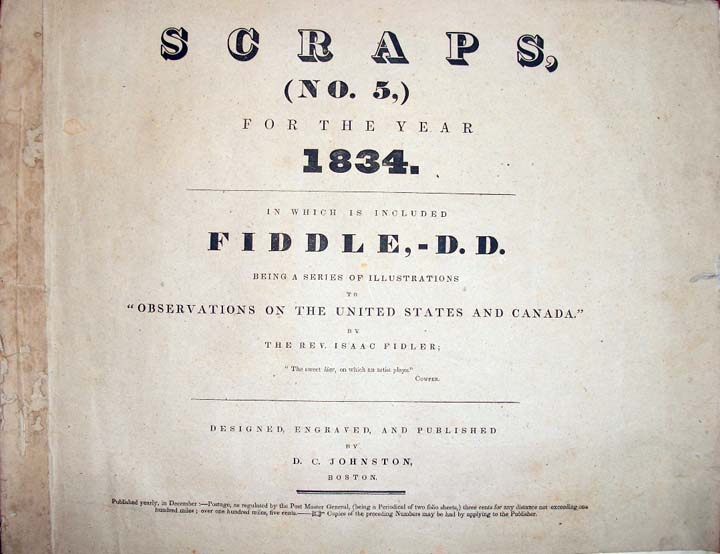 SCRAPS,
(NO. 5,)
FOR THE YEAR
1834.
IN WHICH IS INCLUDED
FIDDLE,-D.D.
BEING A SERIES OF ILLUSTRATIONS
TO
"OBSERVATIONS ON THE UNITED STATES AND CANADA."
BY
THE REV. ISAAC FIDLER;
"The sweet liar, on which an artist plays."
COWPER.
DESIGNED, ENGRAVED, AND PUBLISHED
BY
D. C. JOHNSTON,
BOSTON.
Published yearly, in December :—Postage, as regulated by the Post Master General, (being a Periodical of two folio sheets,) three cents for any distance not exceeding one
hundred miles ; over one hundred miles, five cents.——☞ Copies of the preceding Numbers may be had by applying to the Publisher.